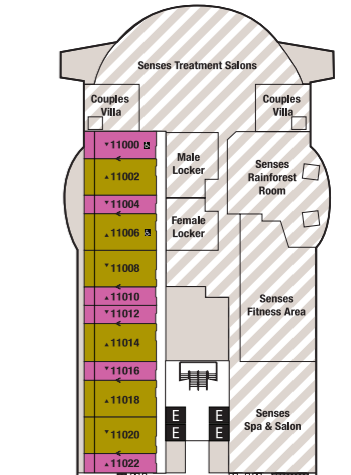 Senses Treatment Salons
Couples
Villa
Couples
Villa
11000
Male
Locker
Senses
Rainforest
Room
11002
11004
Female
Locker
11006
11008
11010
Senses
Fitness Area
11012
11014
11016
11018
E
E
Senses
Spa & Salon
11020
E
E
11022